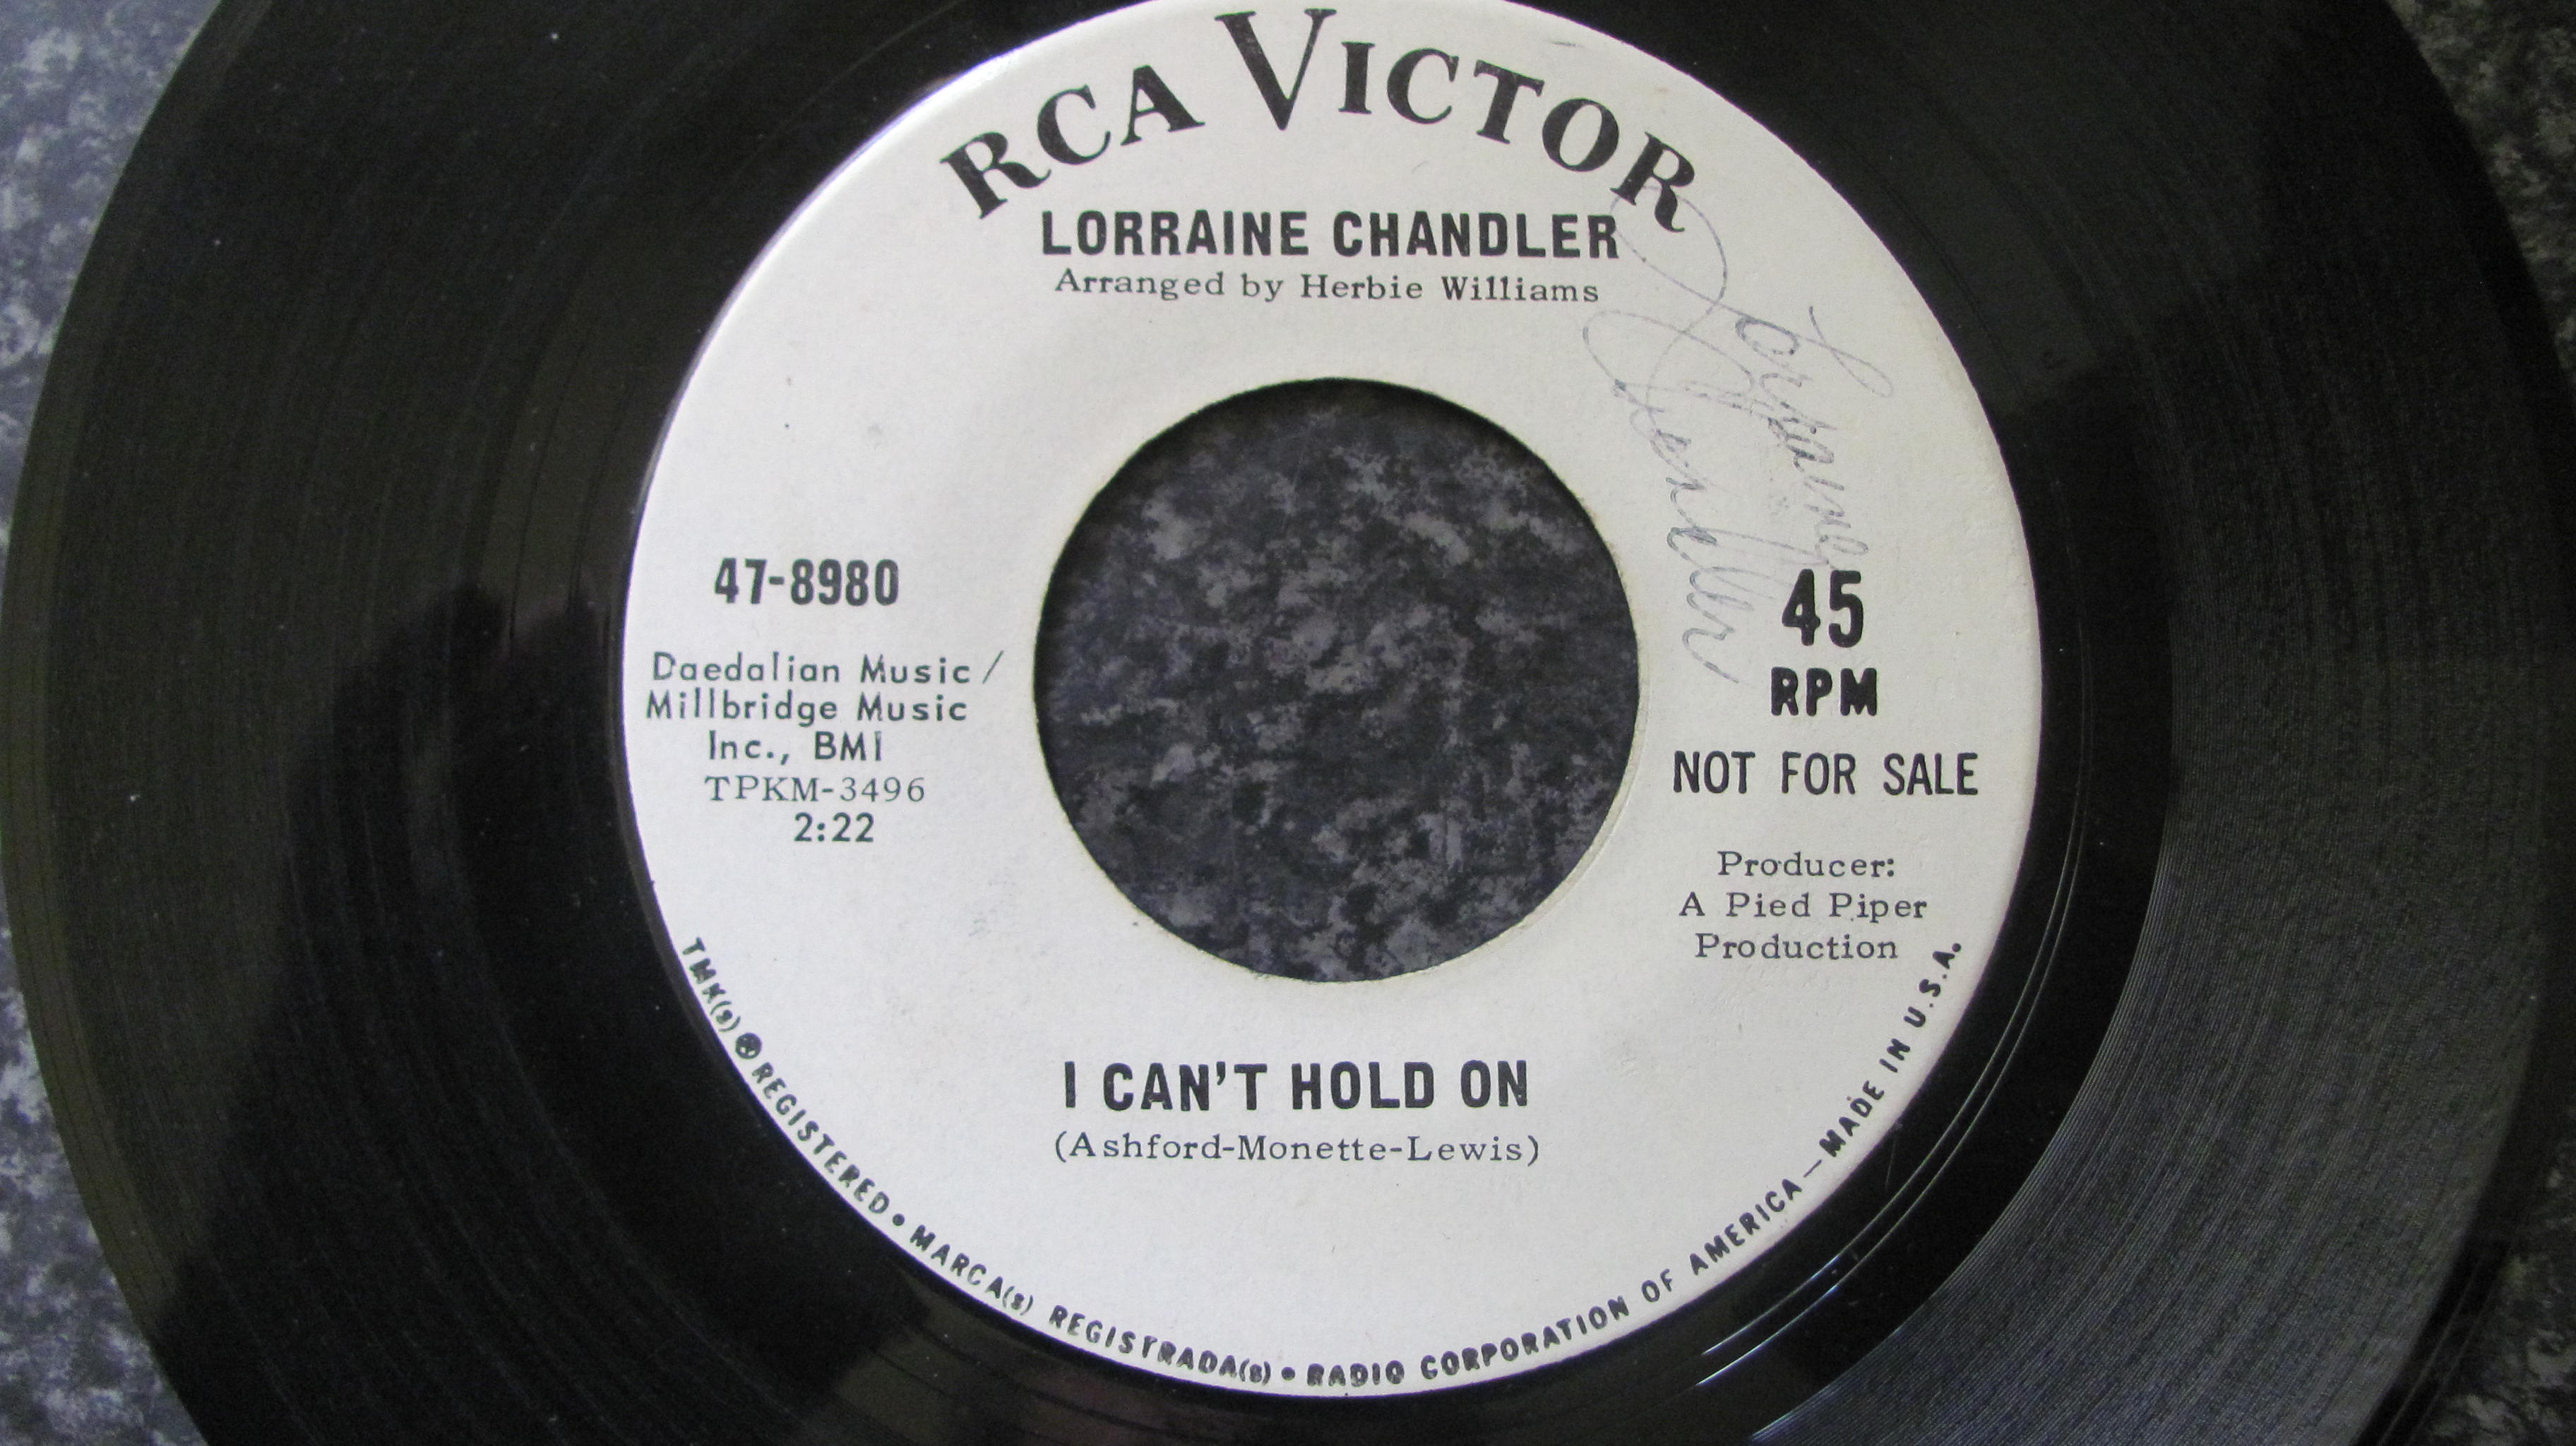 RCA VICTOR
LORRAINE CHANDLER
Arranged by Herbie Williams
Lorraine
Chandler
47-8980
Daedalian Music/
Millbridge Music
Inc., BMI
TPKM-3496
2:22
45
RPM
NOT FOR SALE
Producer:
A Pied Piper
Production
I CAN'T HOLD ON
(Ashford-Monette-Lewis)
TMK(s) ® REGISTERED • MARCA(s) REGISTRADA(s) • RADIO CORPORATION OF AMERICA—MADE IN U.S.A.